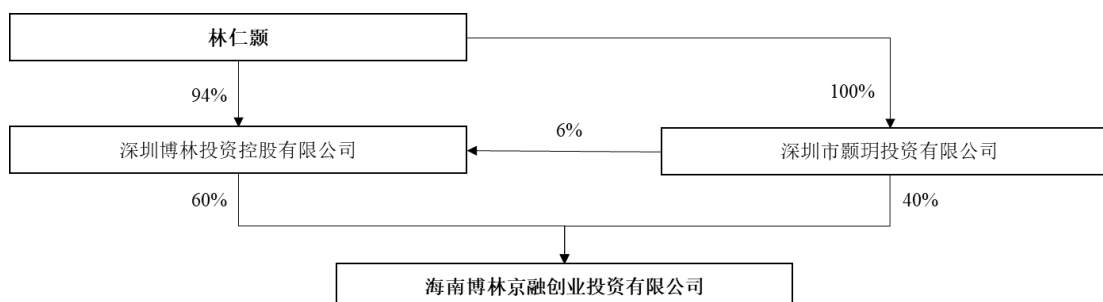 林仁颢
94%
100%
深圳博林投资控股有限公司
6%
深圳市颢玥投资有限公司
60%
40%
海南博林京融创业投资有限公司